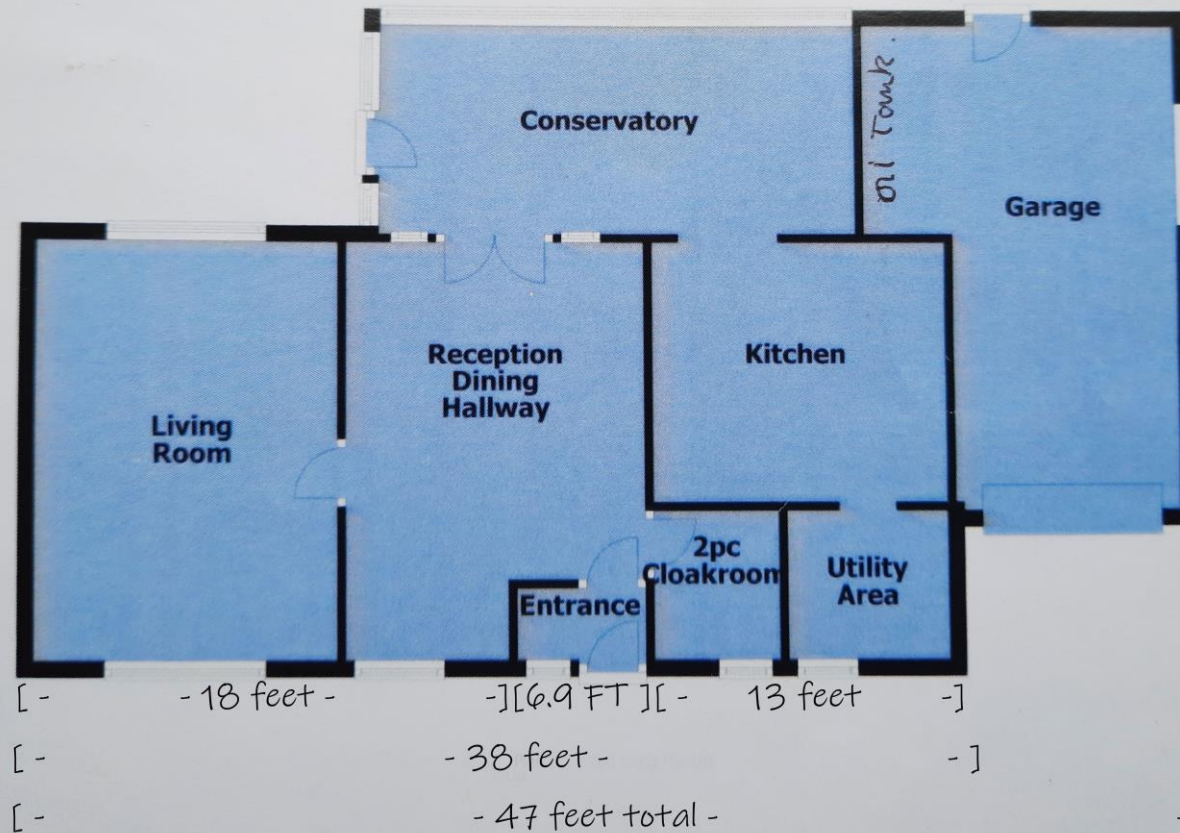 Conservatory
oil Tank.
Garage
Reception
Dining
Hallway
Kitchen
Living
Room
2pc
Cloakroom
Utility
Area
Entrance
[- - 18 feet - -][6.9 FT ][- 13 feet -]
[- - 38 feet - -]
[- - 47 feet total - -